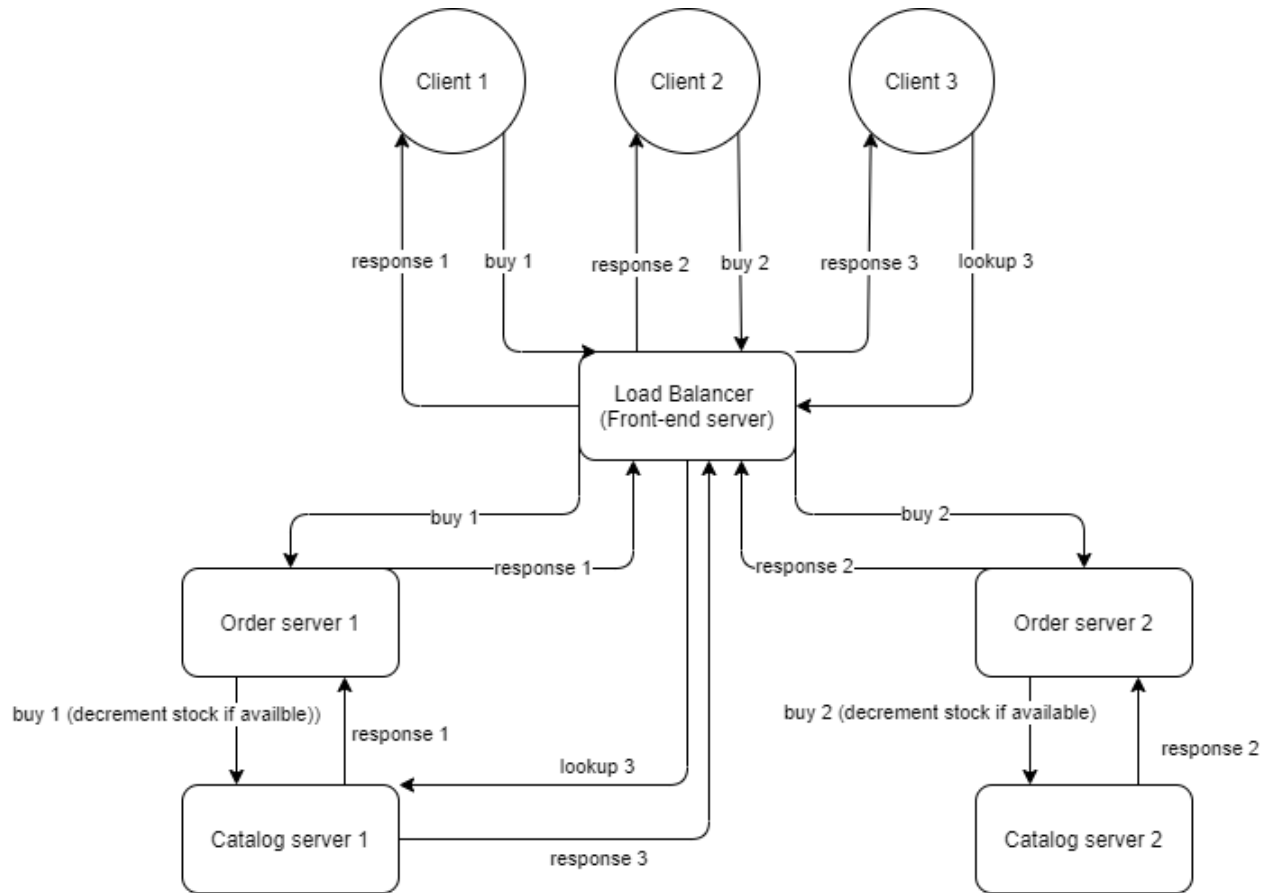 Client 1
Client 2
Client 3
response 1
buy 1
response 2
buy 2
response 3
lookup 3
Load Balancer
(Front-end server)
buy 1
buy 2
response 1
response 2
Order server 1
Order server 2
buy 1 (decrement stock if availble))
buy 2 (decrement stock if available)
response 1
response 2
lookup 3
Catalog server 1
Catalog server 2
response 3